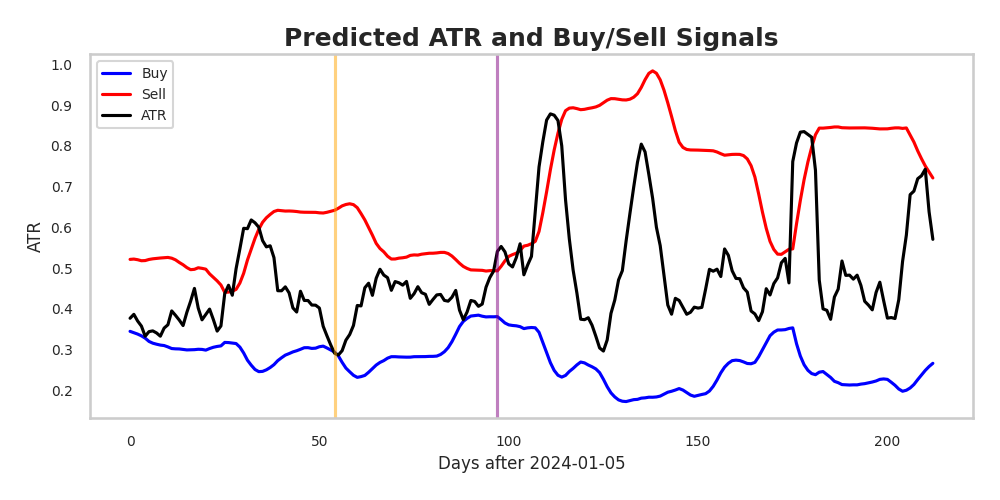 Predicted ATR and Buy/Sell Signals
Buy
Sell
ATR
ATR
1.0
0.9
0.8
0.7
0.6
0.5
0.4
0.3
0.2
0
50
100
150
200
Days after 2024-01-05